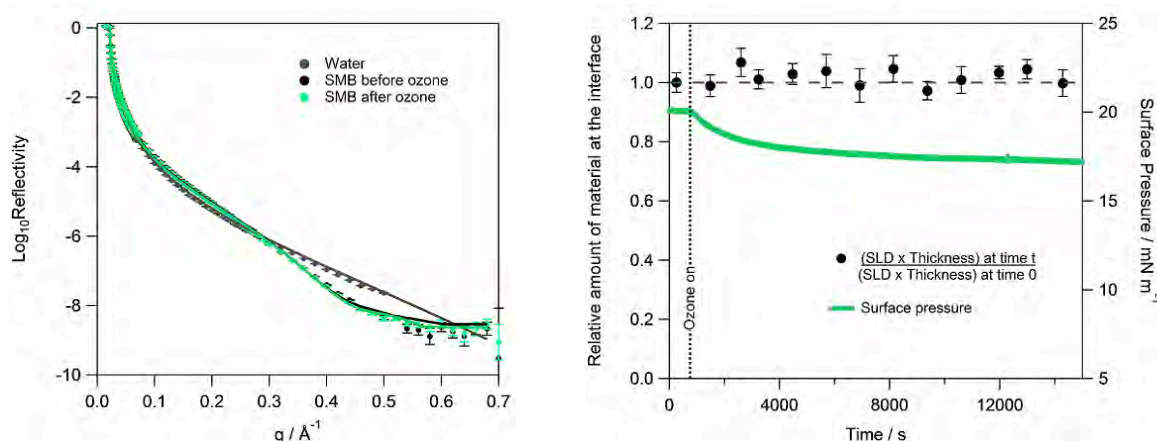 Log10Reflectivity
0
-2
-4
-6
-8
-10
Water
SMB before ozone
SMB after ozone
0.0 0.1 0.2 0.3 0.4 0.5 0.6 0.7
q / Å-1
Relative amount of material at the interface
1.2
1.0
0.8
0.6
0.4
0.2
0.0
Ozone on
(SLD x Thickness) at time t
(SLD x Thickness) at time 0
Surface pressure
0 4000 8000 12000
Time / s
25
20
15
10
5
Surface Pressure / mN m-1